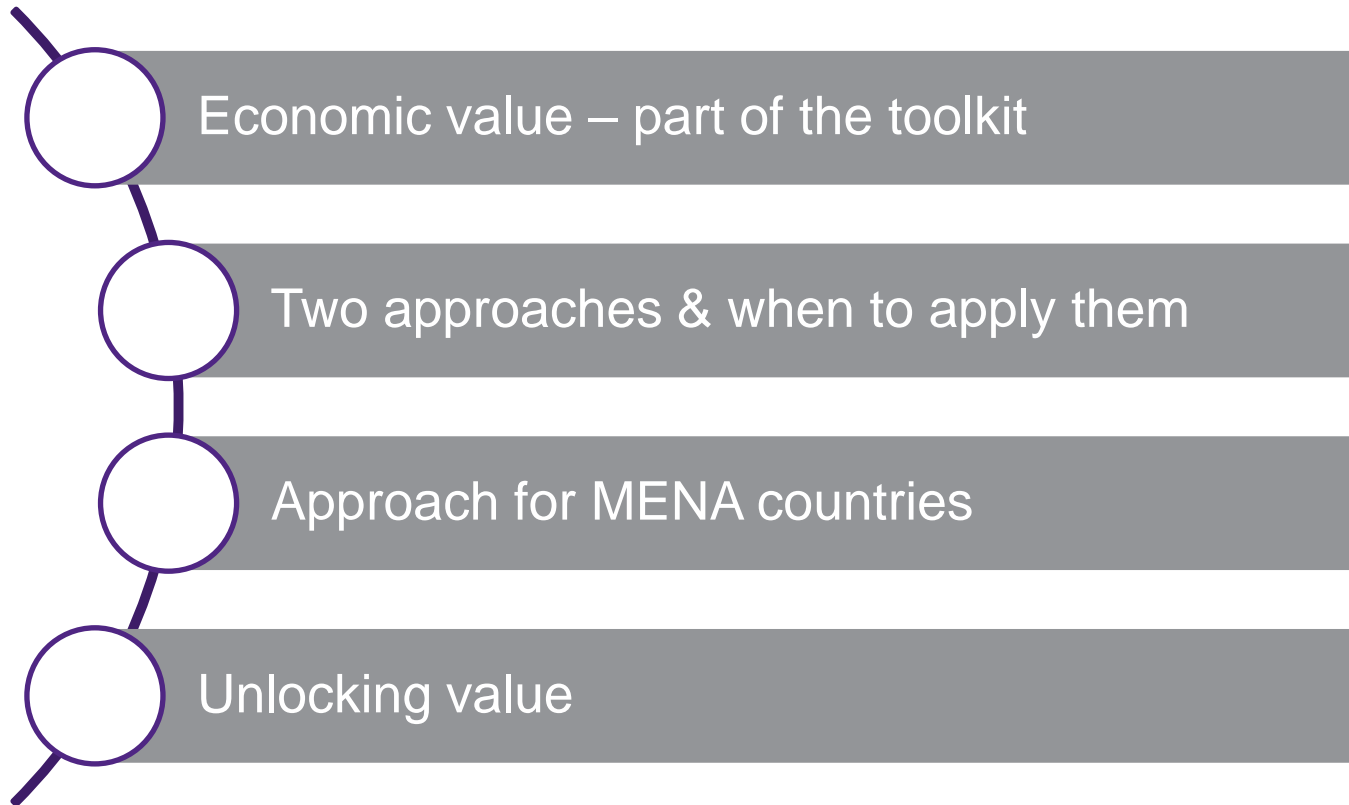 Economic value – part of the toolkit
Two approaches & when to apply them
Approach for MENA countries
Unlocking value